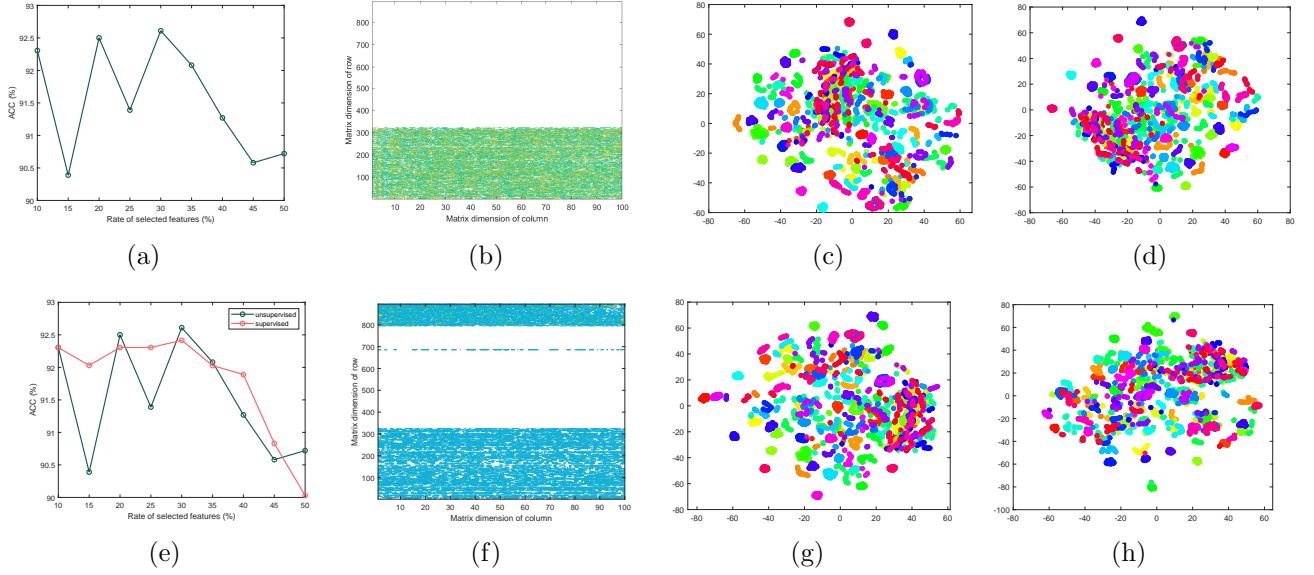 93
92.5
92
91.5
91
90.5
90
ACC (%)
10 15 20 25 30 35 40 45 50
Rate of selected features (%)
(a)
800
700
600
500
400
300
200
100
Matrix dimension of row
10 20 30 40 50 60 70 80 90 100
Matrix dimension of column
(b)
80
60
40
20
0
-20
-40
-60
-80 -60 -40 -20 0 20 40 60
(c)
80
60
40
20
0
-20
-40
-60
-80
-80 -60 -40 -20 0 20 40 60 80
(d)
93
92.5
92
91.5
91
90.5
90
ACC (%)
unsupervised
supervised
10 15 20 25 30 35 40 45 50
Rate of selected features (%)
(e)
800
700
600
500
400
300
200
100
Matrix dimension of row
10 20 30 40 50 60 70 80 90 100
Matrix dimension of column
(f)
80
60
40
20
0
-20
-40
-60
-80
-80 -60 -40 -20 0 20 40 60
(g)
80
60
40
20
0
-20
-40
-60
-80
-100
-80 -60 -40 -20 0 20 40 60
(h)